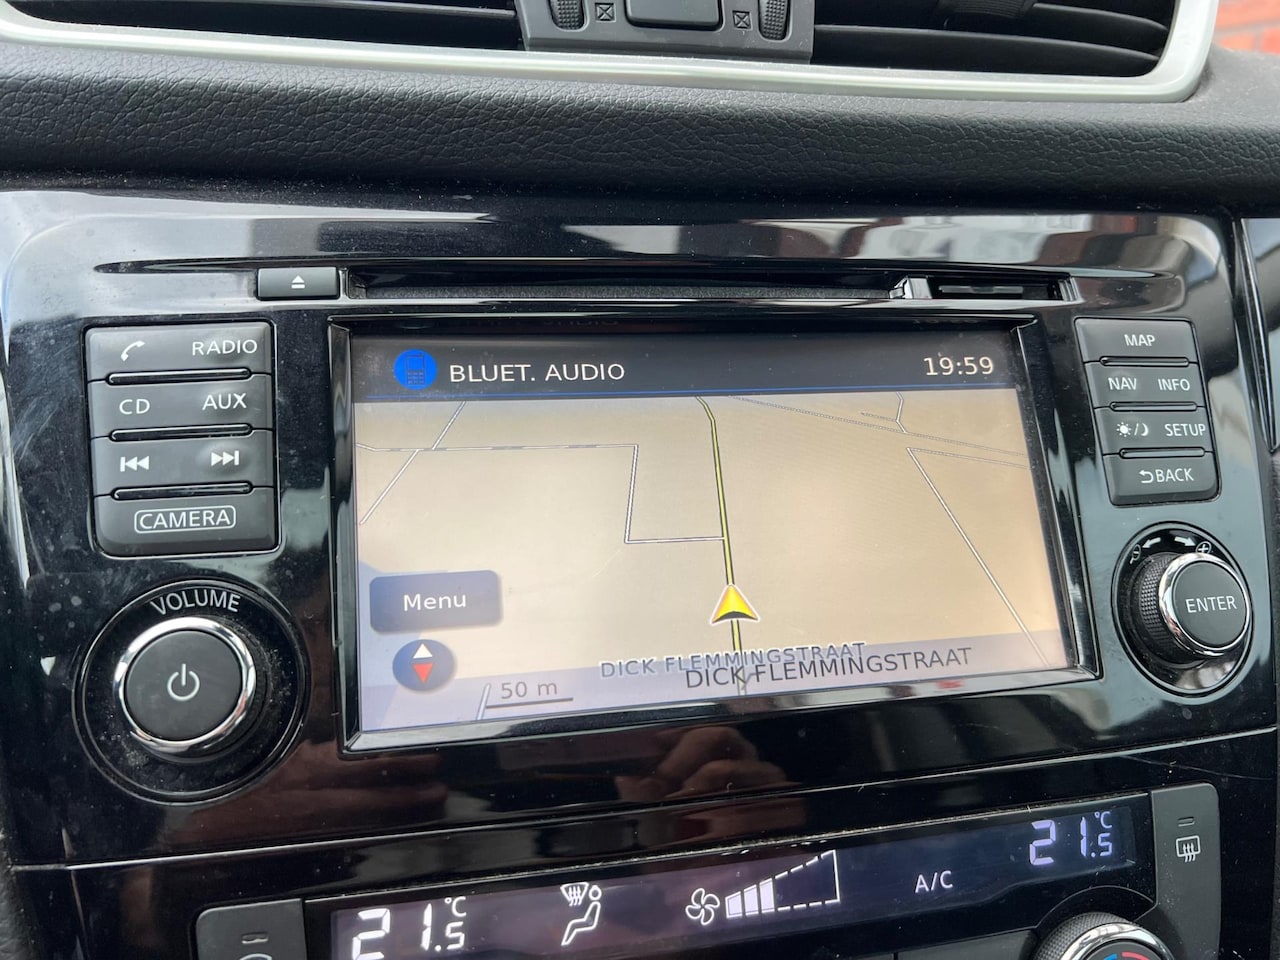 RADIO
CD AUX
CAMERA
VOLUME
BLUET. AUDIO 19:59
Menu
50 m
DICK FLEMMINGSTRAAT
DICK FLEMMINGSTRAAT
MAP
NAV INFO
SETUP
BACK
ENTER
21.5°C
A/C
21.5°C